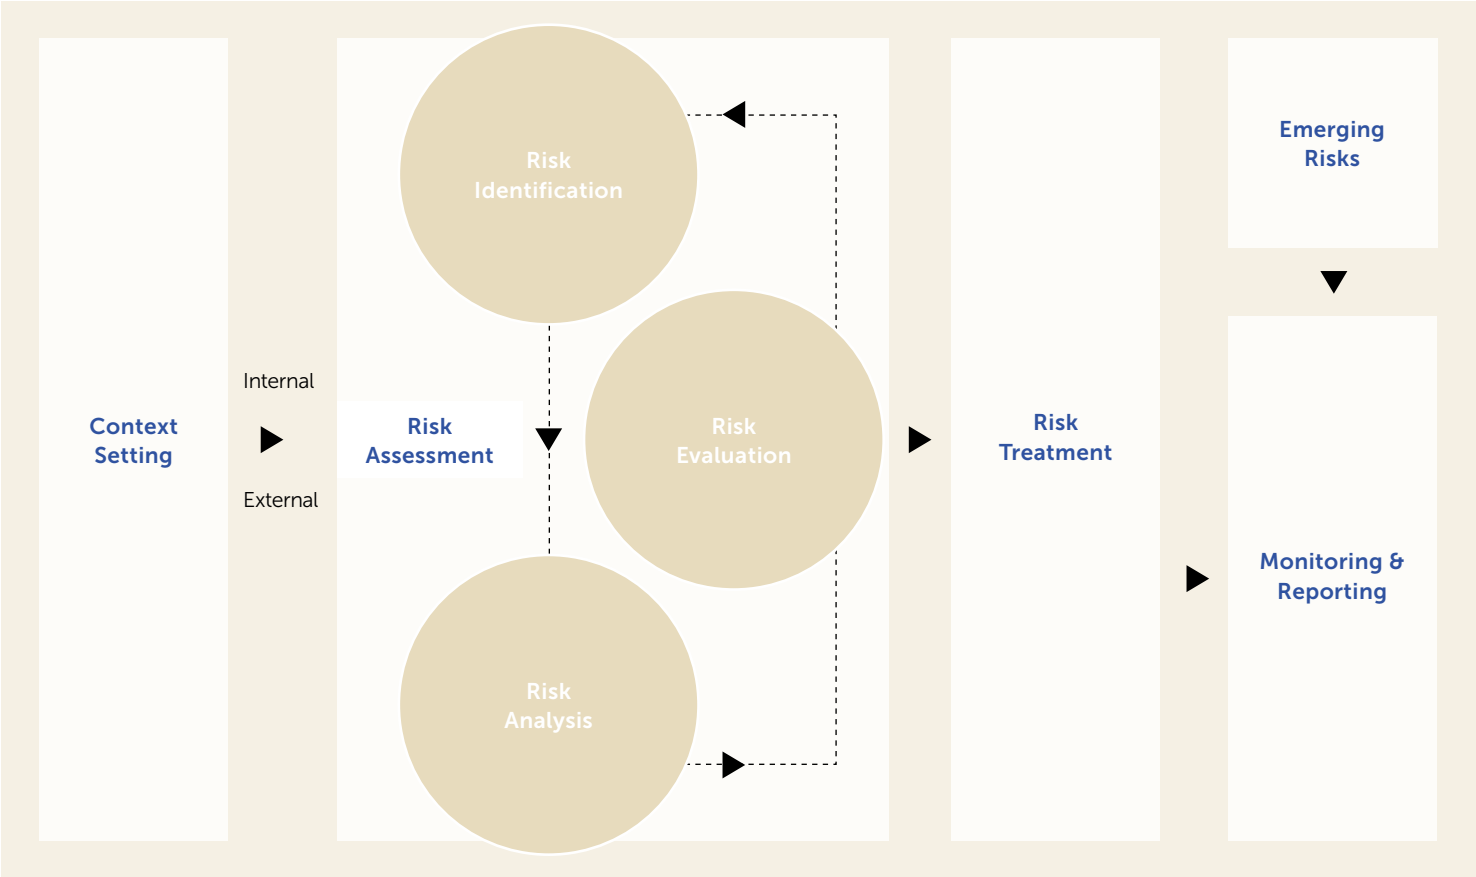 Context
Setting
Internal
External
Risk
Assessment
Risk
Identification
Risk
Evaluation
Risk
Analysis
Risk
Treatment
Emerging
Risks
Monitoring &
Reporting